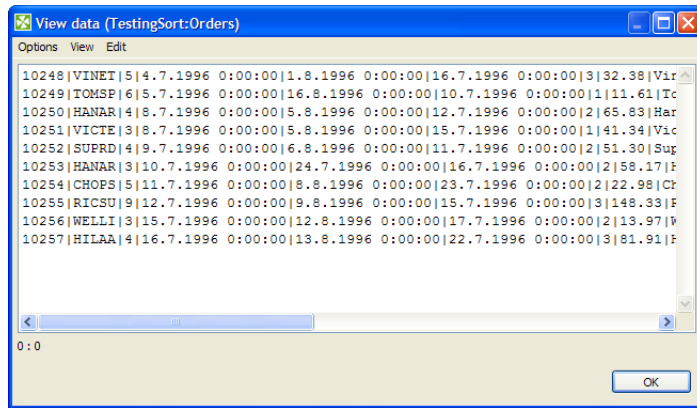 View data (TestingSort:Orders)
Options View Edit
10248|VINET|5|4.7.1996 0:00:00|1.8.1996 0:00:00|16.7.1996 0:00:00|3|32.38|Vir
10249|TOMSP|6|5.7.1996 0:00:00|16.8.1996 0:00:00|10.7.1996 0:00:00|1|11.61|To
10250|HANAR|4|8.7.1996 0:00:00|5.8.1996 0:00:00|12.7.1996 0:00:00|2|65.83|Har
10251|VICTE|3|8.7.1996 0:00:00|5.8.1996 0:00:00|15.7.1996 0:00:00|1|41.34|Vic
10252|SUPRD|4|9.7.1996 0:00:00|6.8.1996 0:00:00|11.7.1996 0:00:00|2|51.30|Sup
10253|HANAR|3|10.7.1996 0:00:00|24.7.1996 0:00:00|16.7.1996 0:00:00|2|58.17|H
10254|CHOPS|5|11.7.1996 0:00:00|8.8.1996 0:00:00|23.7.1996 0:00:00|2|22.98|Ch
10255|RICSU|9|12.7.1996 0:00:00|9.8.1996 0:00:00|15.7.1996 0:00:00|3|148.33|R
10256|WELLI|3|15.7.1996 0:00:00|12.8.1996 0:00:00|17.7.1996 0:00:00|2|13.97|W
10257|HILAA|4|16.7.1996 0:00:00|13.8.1996 0:00:00|22.7.1996 0:00:00|3|81.91|H
0:0
OK